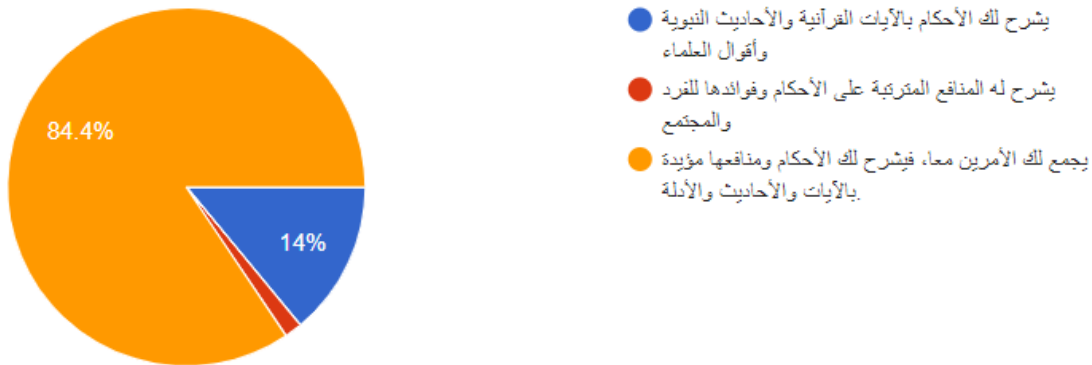 84.4%
14%
يشرح لك الأحكام بالآيات القرآنية والأحاديث النبوية
وأقوال العلماء
يشرح له المنافع المترتبة على الأحكام وفوائدها للفرد
والمجتمع
يجمع لك الأمرين معا، فيشرح لك الأحكام ومنافعها مؤيدة
بالآيات والأحاديث والأدلة.